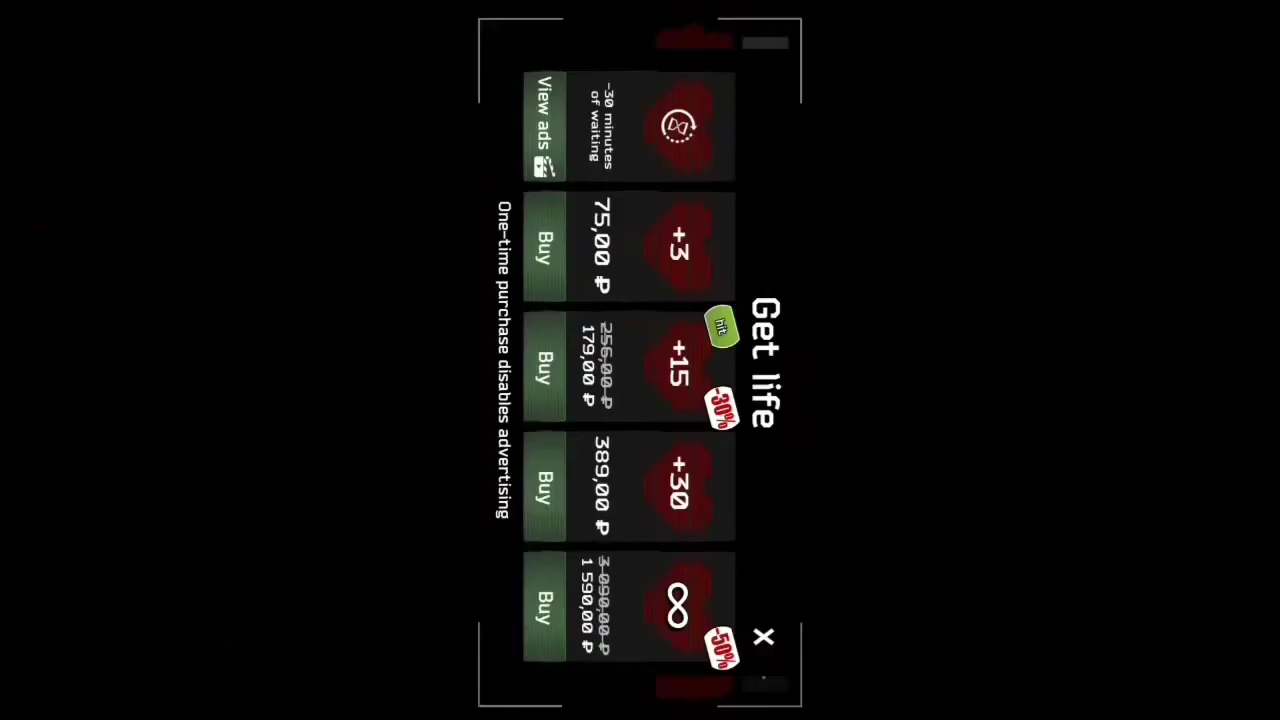 Get life
X
-30 minutes
of waiting
View ads
+3
75,00 ₽
Buy
hit
-30%
+15
256,00 ₽
179,00 ₽
Buy
+30
389,00 ₽
Buy
-50%
∞
3 090,00 ₽
1 590,00 ₽
Buy
One-time purchase disables advertising